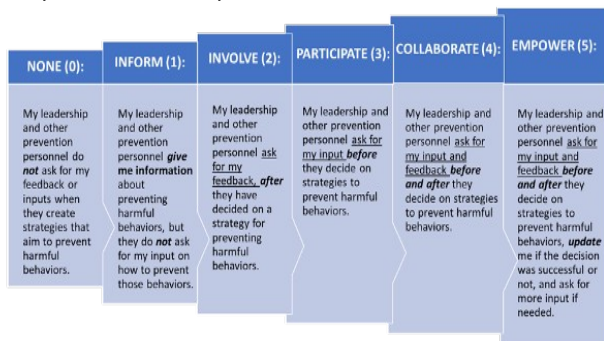 NONE (0):
My leadership
and other
prevention
personnel do
not ask for my
feedback or
inputs when
they create
strategies that
aim to prevent
harmful
behaviors.
INFORM (1):
My leadership
and other
prevention
personnel give
me information
about
preventing
harmful
behaviors, but
they do not ask
for my input on
how to prevent
those behaviors.
INVOLVE (2):
My leadership
and other
prevention
personnel ask
for my
feedback, after
they have
decided on a
strategy for
preventing
harmful
behaviors.
PARTICIPATE (3):
My leadership and
other prevention
personnel ask for
my input before
they decide on
strategies to
prevent harmful
behaviors.
COLLABORATE (4):
My leadership and
other prevention
personnel ask for
my input and
feedback before
and after they
decide on strategies
to prevent harmful
behaviors.
EMPOWER (5):
My leadership and
other prevention
personnel ask for
my input and
feedback before
and after they
decide on
strategies to
prevent harmful
behaviors, update
me if the decision
was successful or
not, and ask for
more input if
needed.